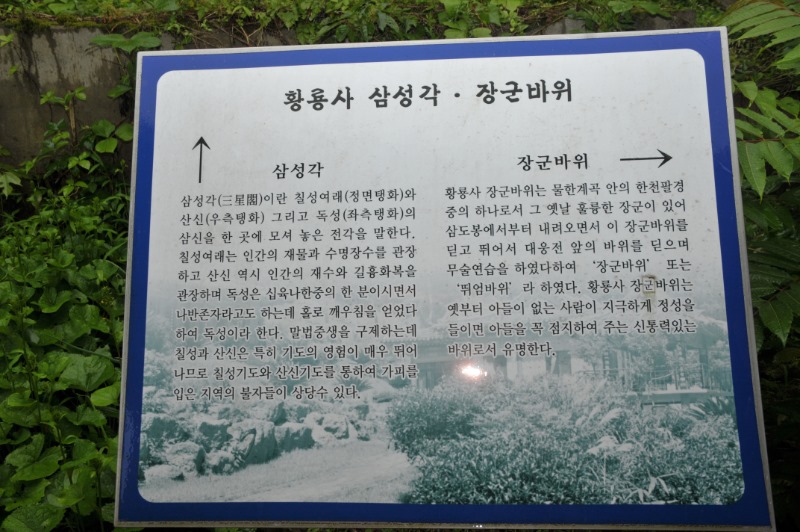 황룡사 삼성각 · 장군바위
↑
삼성각
삼성각(三星閣)이란 칠성여래(정면탱화)와
산신(우측탱화) 그리고 독성(좌측탱화)의
삼신을 한 곳에 모셔 놓은 전각을 말한다.
칠성여래는 인간의 재물과 수명장수를 관장
하고 산신 역시 인간의 재수와 길흉화복을
관장하며 독성은 십육나한중의 한 분이시면서
나반존자라고도 하는데 홀로 깨우침을 얻었다
하여 독성이라 한다. 말법중생을 구제하는데
칠성과 산신은 특히 기도의 영험이 매우 뛰어
나므로 칠성기도와 산신기도를 통하여 가피를
입은 지역의 불자들이 상당수 있다.
장군바위 →
황룡사 장군바위는 물한계곡 안의 한천팔경
중의 하나로서 그 옛날 훌륭한 장군이 있어
삼도봉에서부터 내려오면서 이 장군바위를
딛고 뛰어서 대웅전 앞의 바위를 딛으며
무술연습을 하였다하여 '장군바위' 또는
'뛰엄바위' 라 하였다. 황룡사 장군바위는
옛부터 아들이 없는 사람이 지극하게 정성을
들이면 아들을 꼭 점지하여 주는 신통력있는
바위로서 유명한다.